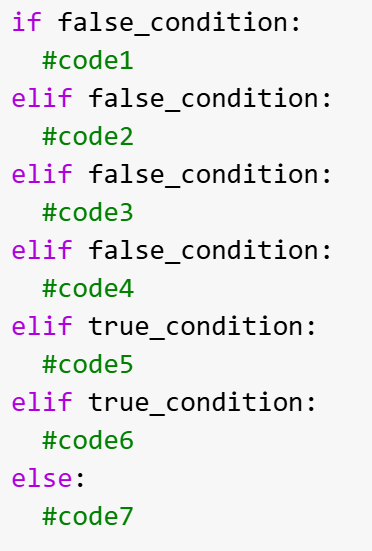 if false_condition:
  #code1
elif false_condition:
  #code2
elif false_condition:
  #code3
elif false_condition:
  #code4
elif true_condition:
  #code5
elif true_condition:
  #code6
else:
  #code7